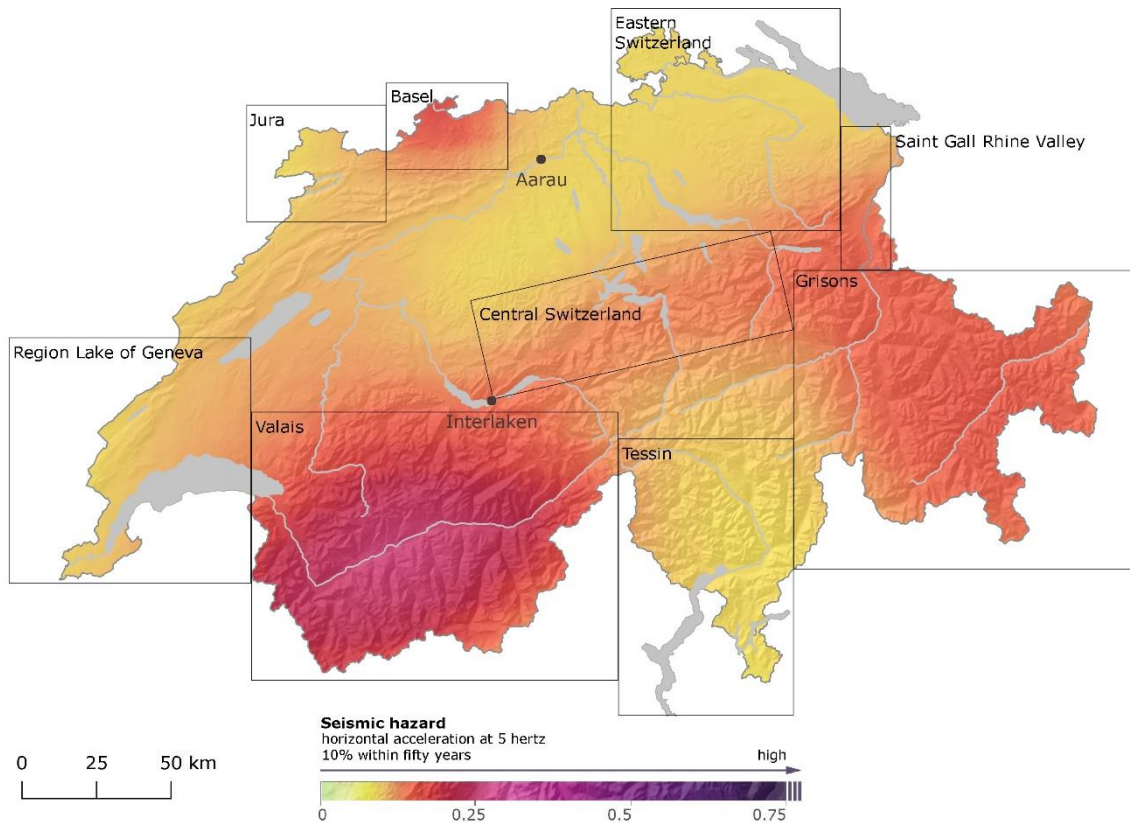 Eastern
Switzerland
Basel
Jura
Saint Gall Rhine Valley
Aarau
Grisons
Central Switzerland
Region Lake of Geneva
Interlaken
Valais
Tessin
Seismic hazard
horizontal acceleration at 5 hertz
10% within fifty years
high
0 25 50 km
0 0.25 0.5 0.75